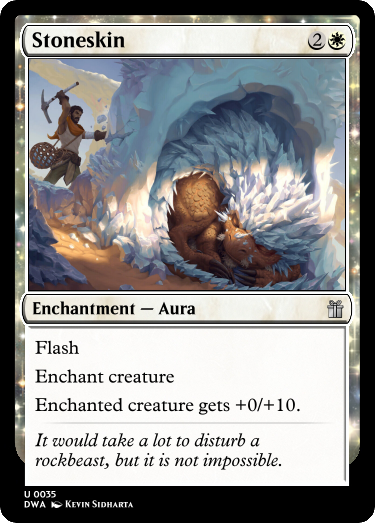 Stoneskin 2
Enchantment — Aura
Flash
Enchant creature
Enchanted creature gets +0/+10.
It would take a lot to disturb a
rockbeast, but it is not impossible.
U 0035
DWA Kevin Sidharta